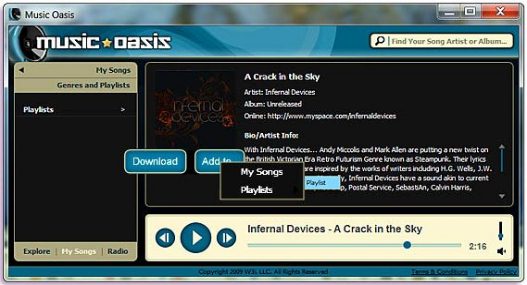 Music Oasis
music oasis
Find Your Song Artist or Album...
My Songs
Genres and Playlists
Playlists >
A Crack in the Sky
Artist: Infernal Devices
Album: Unreleased
Online: http://www.myspace.com/infernaldevices
Bio/Artist Info:
With Infernal Devices... Andy Miccols and Mark Allen are putting a new twist on
the British Victorian Era Retro Futurism Genre known as Steampunk. Their lyrics
are inspired by the works of writers including H.G. Wells, J.W.
Infernal Devices have a sound akin to current
Postal Service, SebastiAn, Calvin Harris,
infernal
devices
Download
Add to
My Songs
Playlists
Playlist
Infernal Devices - A Crack in the Sky
2:16
Explore | My Songs | Radio
Copyright 2009 W3i, LLC. All Rights Reserved
Terms & Conditions Privacy Policy